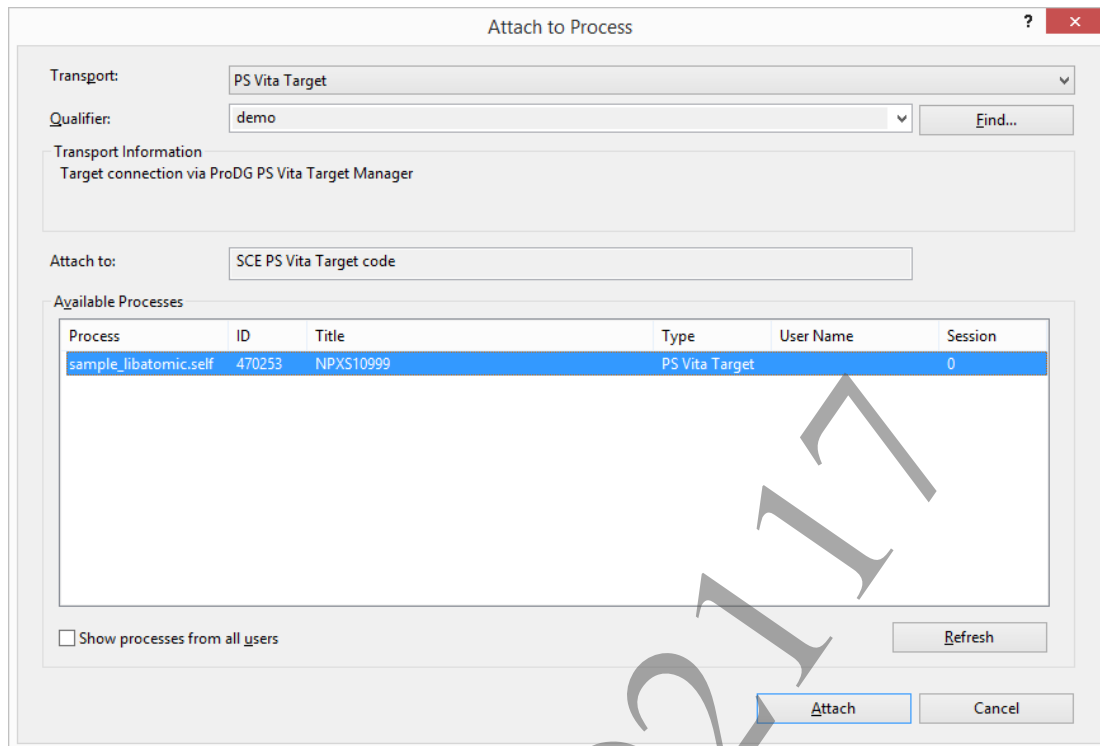 Attach to Process
? ×
Transport: PS Vita Target
Qualifier: demo Find...
Transport Information
Target connection via ProDG PS Vita Target Manager
Attach to: SCE PS Vita Target code
Available Processes
Process ID Title Type User Name Session
sample_libatomic.self 470253 NPXS10999 PS Vita Target 0
Show processes from all users Refresh
Attach Cancel
2117